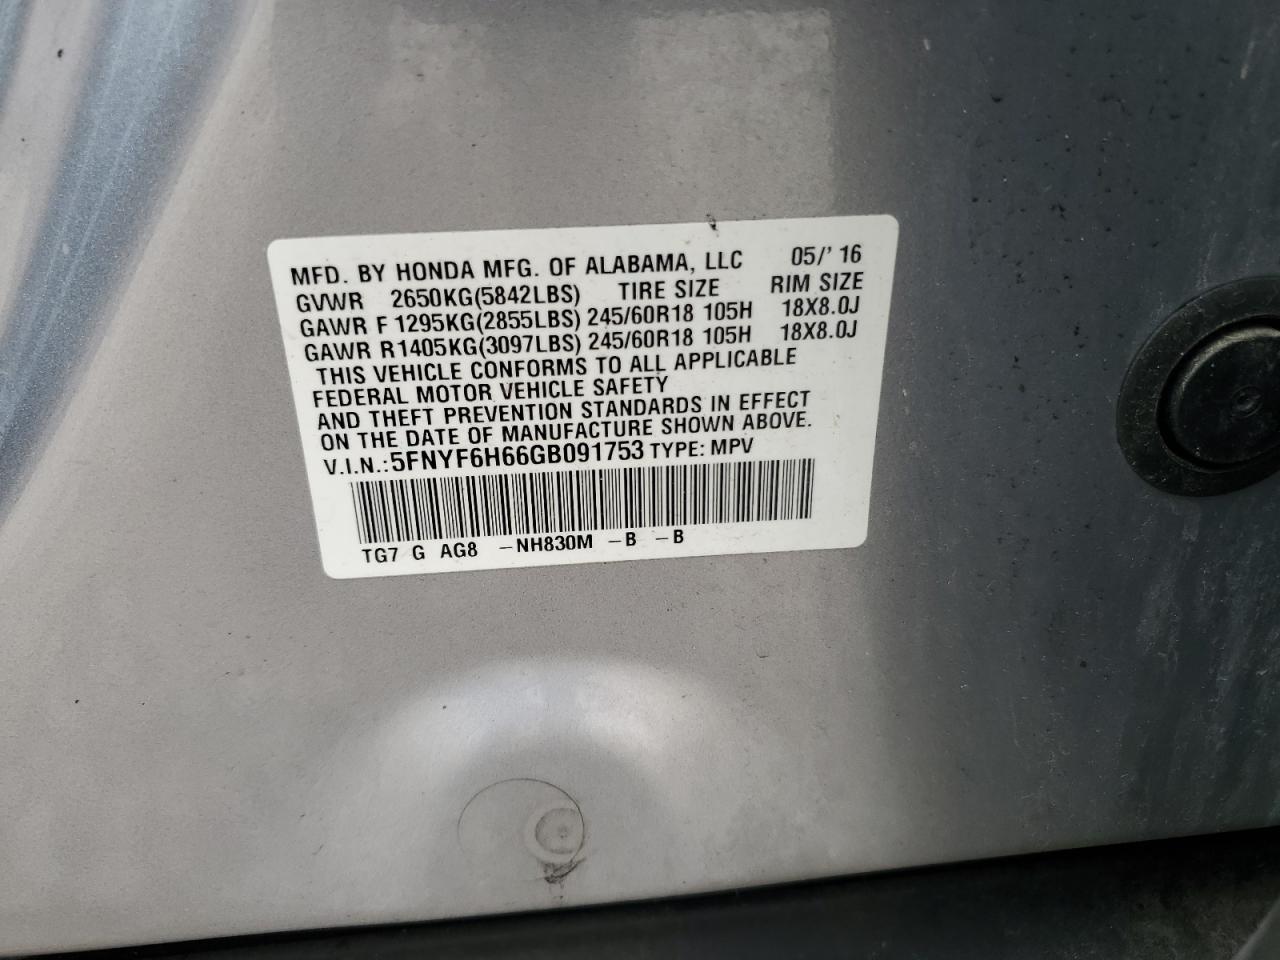 MFD. BY HONDA MFG. OF ALABAMA, LLC 05/' 16
GVWR 2650KG(5842LBS) TIRE SIZE RIM SIZE
GAWR F 1295KG(2855LBS) 245/60R18 105H 18X8.0J
GAWR R1405KG(3097LBS) 245/60R18 105H 18X8.0J
THIS VEHICLE CONFORMS TO ALL APPLICABLE
FEDERAL MOTOR VEHICLE SAFETY
AND THEFT PREVENTION STANDARDS IN EFFECT
ON THE DATE OF MANUFACTURE SHOWN ABOVE.
V.I.N.:5FNYF6H66GB091753 TYPE: MPV
TG7 G AG8 -NH830M -B -B